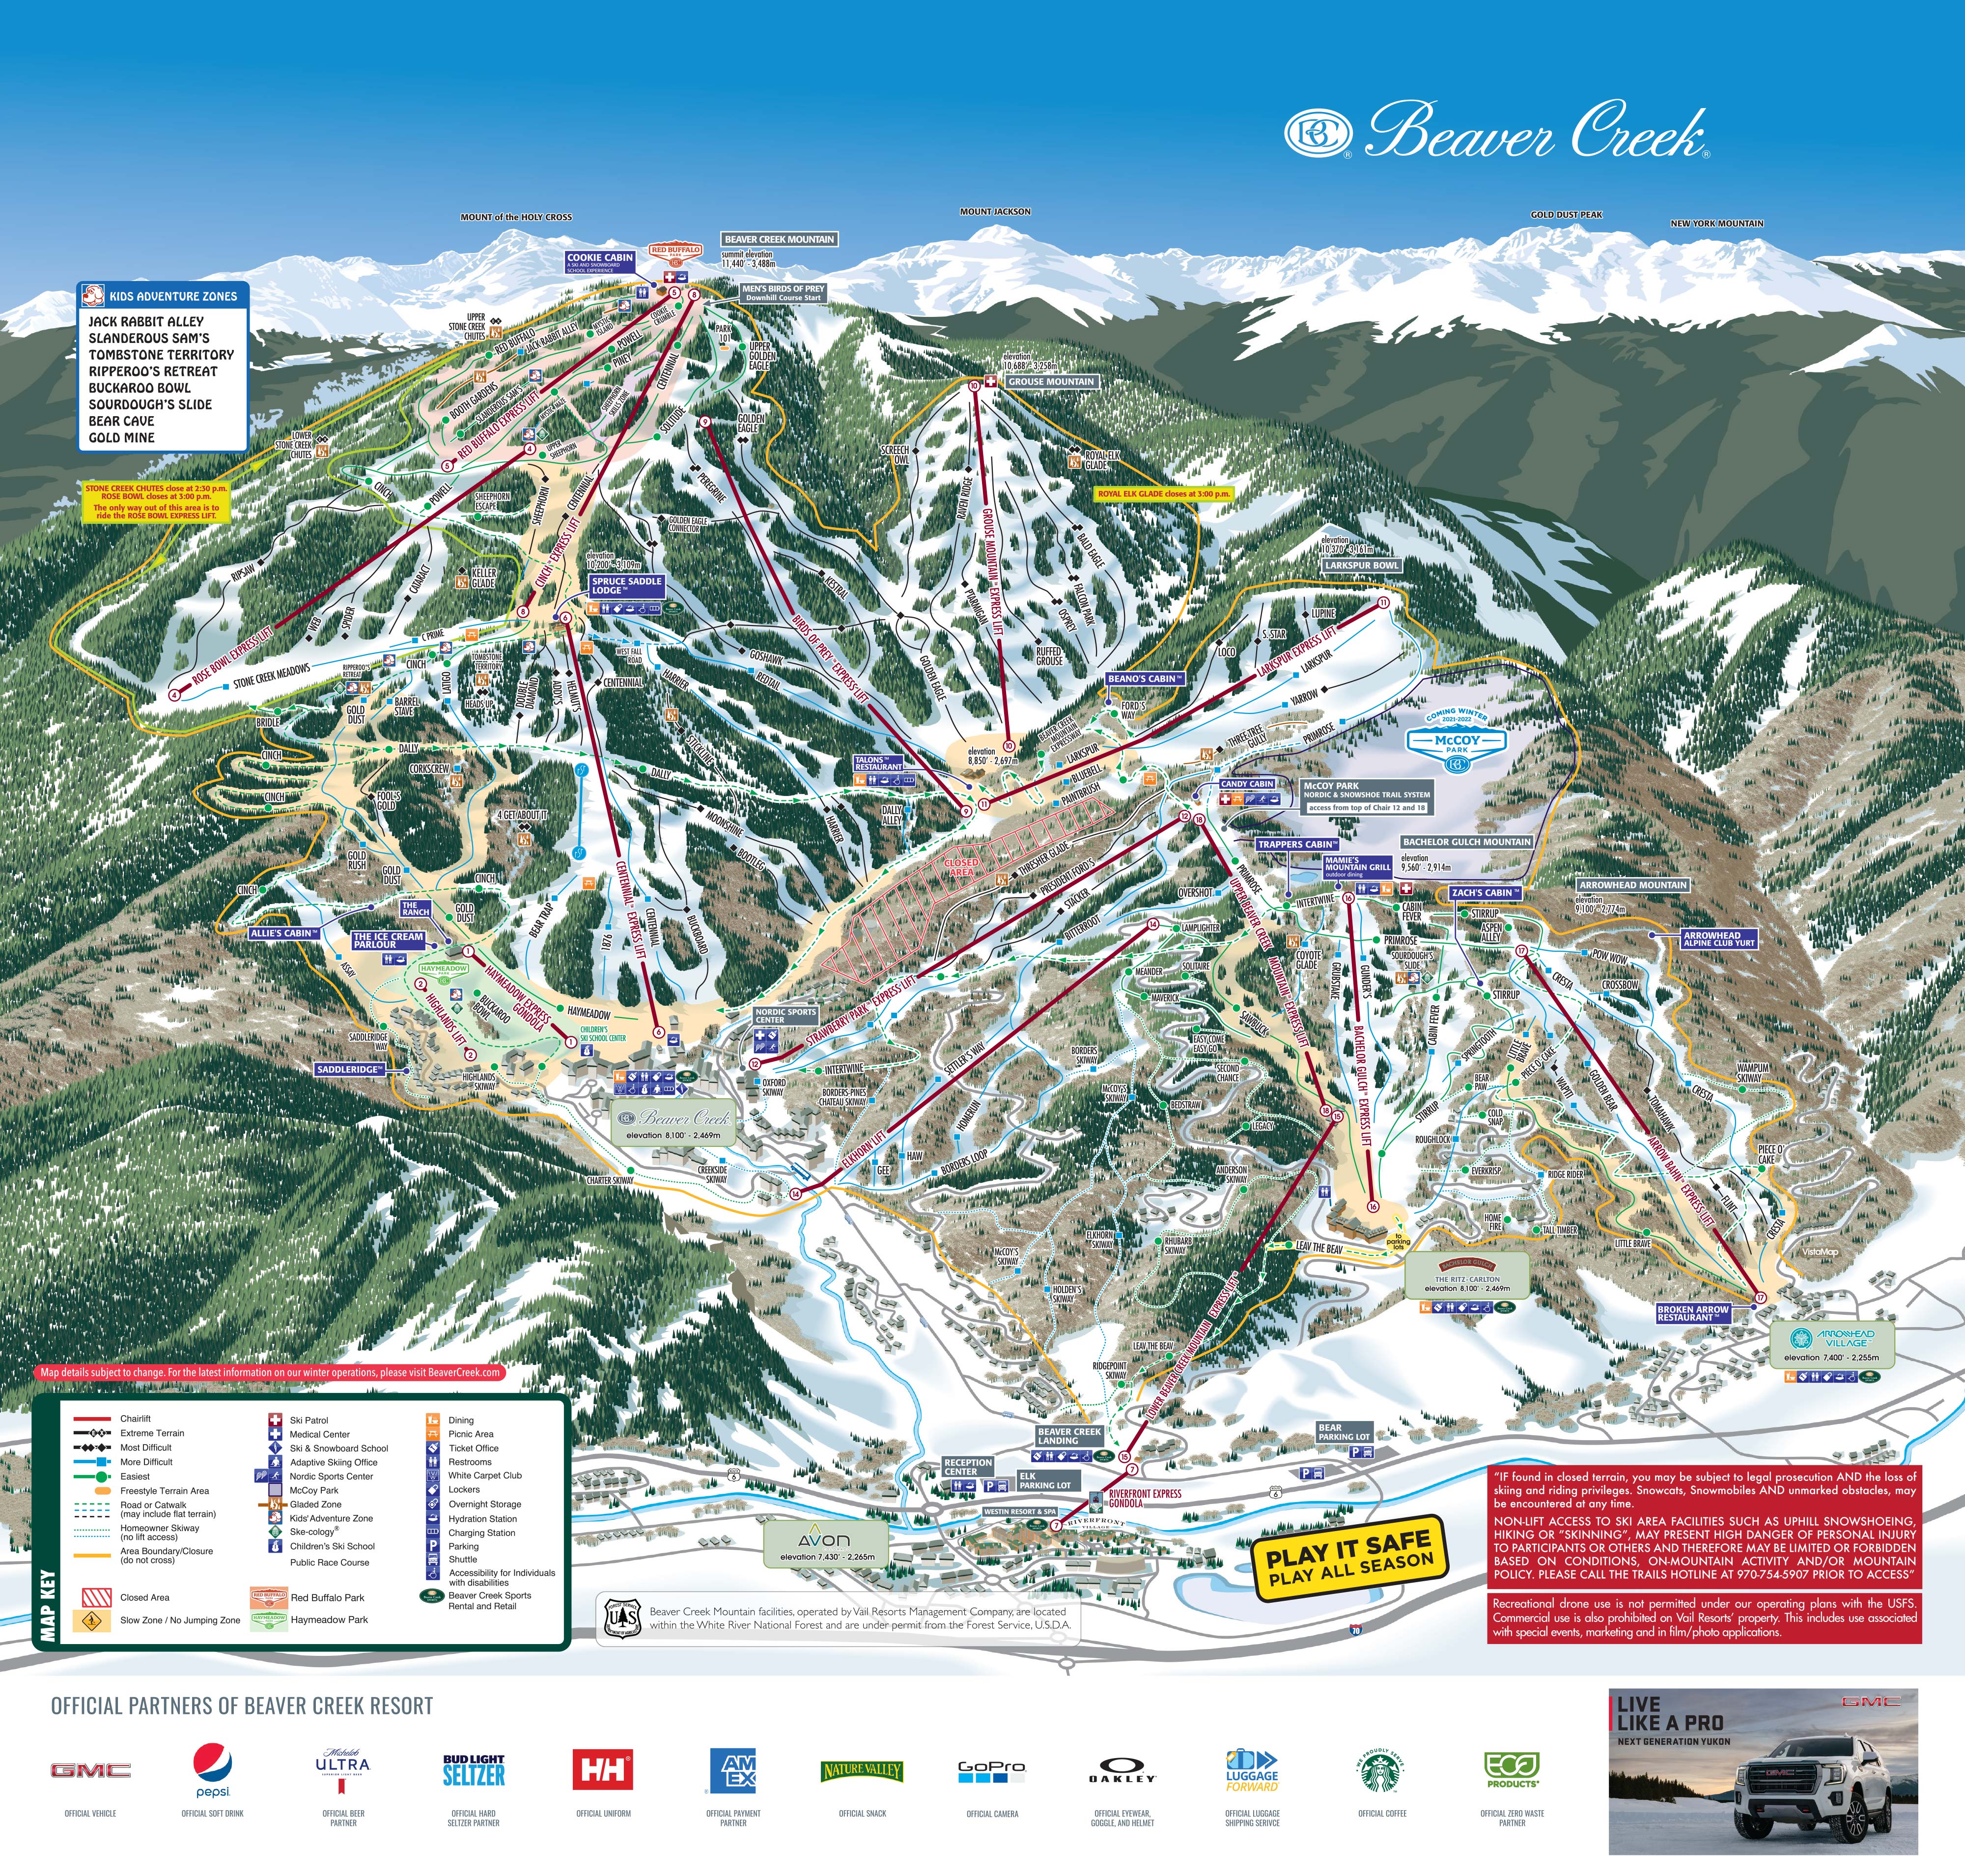 Beaver Creek
MOUNT of the HOLY CROSS
MOUNT JACKSON
GOLD DUST PEAK
NEW YORK MOUNTAIN
BEAVER CREEK MOUNTAIN
summit elevation
11,440' - 3,488m
COOKIE CABIN
A SKI AND SNOWBOARD
SCHOOL EXPERIENCE
RED BUFFALO
PARK
MEN'S BIRDS OF PREY
Downhill Course Start
KIDS ADVENTURE ZONES
JACK RABBIT ALLEY
SLANDEROUS SAM'S
TOMBSTONE TERRITORY
RIPPEROO'S RETREAT
BUCKAROO BOWL
SOURDOUGH'S SLIDE
BEAR CAVE
GOLD MINE
UPPER
STONE CREEK
CHUTES
RED BUFFALO
JACK RABBIT ALLEY
MYSTIC
ISLAND
COOKIE
CRUMBLE
POWELL
PINEY
PARK
101
UPPER
GOLDEN
EAGLE
CENTENNIAL
BOOTH GARDENS
SLANDEROUS SAM'S
RED BUFFALO EXPRESS LIFT
SHEEPHORN
SKILLS ZONE
SOLITUDE
GOLDEN
EAGLE
elevation
10,688' - 3,258m
GROUSE MOUNTAIN
LOWER
STONE CREEK
CHUTES
UPPER
SHEEPHORN
STONE CREEK CHUTES close at 2:30 p.m.
ROSE BOWL closes at 3:00 p.m.
The only way out of this area is to
ride the ROSE BOWL EXPRESS LIFT.
CINCH
POWELL
SHEEPHORN
ESCAPE
SHEEPHORN
CENTENNIAL
PEREGRINE
SCREECH
OWL
ROYAL ELK
GLADE
ROYAL ELK GLADE closes at 3:00 p.m.
RAVEN RIDGE
GOLDEN EAGLE
CONNECTOR
GROUSE MOUNTAIN EXPRESS LIFT
BALD EAGLE
CINCH EXPRESS LIFT
elevation
10,200' - 3,109m
SPRUCE SADDLE
LODGE™
KELLER
GLADE
RIPSAW
CATARACT
WEB
SPIDER
KESTRAL
PTARMIGAN
OSPREY
FALCON PARK
elevation
10,370' - 3,161m
LARKSPUR BOWL
ROSE BOWL EXPRESS LIFT
STONE CREEK MEADOWS
C PRIME
CINCH
RIPPEROO'S
RETREAT
TOMBSTONE
TERRITORY
LATIGO
HEADS UP
DOUBLE
DIAMOND
ADDY'S
HELMUT'S
WEST FALL
ROAD
CENTENNIAL
HARRIER
GOSHAWK
REDTAIL
BIRDS OF PREY EXPRESS LIFT
GOLDEN EAGLE
RUFFED
GROUSE
LUPINE
S. STAR
LOCO
LARKSPUR EXPRESS LIFT
LARKSPUR
YARROW
BEANO'S CABIN™
FORD'S
WAY
BRIDLE
GOLD
DUST
BARREL
STAVE
STICKLINE
BEAVER CREEK
MOUNTAIN
EXPRESSWAY
LARKSPUR
BLUEBELL
PAINTBRUSH
THREE-TREE
GULLY
PRIMROSE
COMING WINTER
2021-2022
McCOY
PARK
CINCH
DALLY
CORKSCREW
DALLY
elevation
8,850' - 2,697m
TALONS™
RESTAURANT
CINCH
FOOL'S
GOLD
4 GET ABOUT IT
MOONSHINE
BOOTLEG
HARRIER
DALLY
ALLEY
CANDY CABIN
McCOY PARK
NORDIC & SNOWSHOE TRAIL SYSTEM
access from top of Chair 12 and 18
GOLD
RUSH
GOLD
DUST
CINCH
CLOSED
AREA
THRESHER GLADE
PRESIDENT FORD'S
STACKER
BITTERROOT
OVERSHOT
PRIMROSE
TRAPPERS CABIN™
MAMIE'S
MOUNTAIN GRILL
outdoor dining
BACHELOR GULCH MOUNTAIN
elevation
9,560' - 2,914m
CINCH
THE
RANCH
GOLD
DUST
ALLIE'S CABIN™
THE ICE CREAM
PARLOUR
BEAR TRAP
1876
CENTENNIAL EXPRESS LIFT
CENTENNIAL
BUCKBOARD
LAMPLIGHTER
INTERTWINE
CABIN
FEVER
ZACH'S CABIN™
STIRRUP
ASPEN
ALLEY
ARROWHEAD MOUNTAIN
elevation
9,100' - 2,774m
ARROWHEAD
ALPINE CLUB YURT
ASSAY
HAYMEADOW
PARK
HAYMEADOW EXPRESS
GONDOLA
HIGHLANDS LIFT
BUCKAROO
BOWL
HAYMEADOW
CHILDREN'S
SKI SCHOOL CENTER
UPPER BEAVER CREEK MOUNTAIN EXPRESS LIFT
COYOTE
GLADE
GRUBSTAKE
GUNDER'S
PRIMROSE
SOURDOUGH'S
SLIDE
POW WOW
CRESTA
CROSSBOW
STIRRUP
MEANDER
SOLITAIRE
MAVERICK
SAWBUCK
NORDIC SPORTS
CENTER
STRAWBERRY PARK EXPRESS LIFT
SADDLERIDGE
WAY
SADDLERIDGE™
HIGHLANDS
SKIWAY
OXFORD
SKIWAY
INTERTWINE
BORDERS-PINES
CHATEAU SKIWAY
SETTLER'S WAY
BORDERS
SKIWAY
EASY COME
EASY GO
SECOND
CHANCE
McCOY'S
SKIWAY
BEDSTRAW
LEGACY
BACHELOR GULCH EXPRESS LIFT
CABIN FEVER
SPRINGTOOTH
LITTLE
BRAVE
PIECE O' CAKE
BEAR
PAW
WAPITI
GOLDEN BEAR
TOMAHAWK
CRESTA
WAMPUM
SKIWAY
STIRRUP
COLD
SNAP
ROUGHLOCK
Beaver Creek
elevation 8,100' - 2,469m
HOMERUN
ELKHORN LIFT
GEE
HAW
BORDERS LOOP
CREEKSIDE
SKIWAY
CHARTER SKIWAY
ANDERSON
SKIWAY
EVERKRISP
RIDGE RIDER
ARROW BAHN EXPRESS LIFT
PIECE O'
CAKE
FLINT
CRESTA
HOME
FIRE
TALL TIMBER
LITTLE BRAVE
McCOY'S
SKIWAY
ELKHORN
SKIWAY
RHUBARB
SKIWAY
HOLDEN'S
SKIWAY
LEAV THE BEAV
to
parking
lots
BACHELOR GULCH
THE RITZ-CARLTON
elevation 8,100' - 2,469m
VistaMap
BROKEN ARROW
RESTAURANT™
ARROWHEAD
VILLAGE
elevation 7,400' - 2,255m
LEAV THE BEAV
RIDGEPOINT
SKIWAY
LOWER BEAVER CREEK MOUNTAIN EXPRESS LIFT
BEAVER CREEK
LANDING
RECEPTION
CENTER
ELK
PARKING LOT
BEAR
PARKING LOT
RIVERFRONT EXPRESS
GONDOLA
WESTIN RESORT & SPA
RIVERFRONT
VILLAGE
AVON
elevation 7,430' - 2,265m
PLAY IT SAFE
PLAY ALL SEASON
Map details subject to change. For the latest information on our winter operations, please visit BeaverCreek.com
MAP KEY
Chairlift
Extreme Terrain
Most Difficult
More Difficult
Easiest
Freestyle Terrain Area
Road or Catwalk
(may include flat terrain)
Homeowner Skiway
(no lift access)
Area Boundary/Closure
(do not cross)
Closed Area
Slow Zone / No Jumping Zone
Ski Patrol
Medical Center
Ski & Snowboard School
Adaptive Skiing Office
Nordic Sports Center
McCoy Park
Gladed Zone
Kids' Adventure Zone
Ske-cology®
Children's Ski School
Public Race Course
Red Buffalo Park
Haymeadow Park
Dining
Picnic Area
Ticket Office
Restrooms
White Carpet Club
Lockers
Overnight Storage
Hydration Station
Charging Station
Parking
Shuttle
Accessibility for Individuals
with disabilities
Beaver Creek Sports
Rental and Retail
Beaver Creek Mountain facilities, operated by Vail Resorts Management Company, are located
within the White River National Forest and are under permit from the Forest Service, U.S.D.A.
"IF found in closed terrain, you may be subject to legal prosecution AND the loss of
skiing and riding privileges. Snowcats, Snowmobiles AND unmarked obstacles, may
be encountered at any time.
NON-LIFT ACCESS TO SKI AREA FACILITIES SUCH AS UPHILL SNOWSHOEING,
HIKING OR "SKINNING", MAY PRESENT HIGH DANGER OF PERSONAL INJURY
TO PARTICIPANTS OR OTHERS AND THEREFORE MAY BE LIMITED OR FORBIDDEN
BASED ON CONDITIONS, ON-MOUNTAIN ACTIVITY AND/OR MOUNTAIN
POLICY. PLEASE CALL THE TRAILS HOTLINE AT 970-754-5907 PRIOR TO ACCESS"
Recreational drone use is not permitted under our operating plans with the USFS.
Commercial use is also prohibited on Vail Resorts' property. This includes use associated
with special events, marketing and in film/photo applications.
OFFICIAL PARTNERS OF BEAVER CREEK RESORT
GMC
OFFICIAL VEHICLE
pepsi
OFFICIAL SOFT DRINK
Michelob
ULTRA
SUPERIOR LIGHT BEER
OFFICIAL BEER
PARTNER
BUD LIGHT
SELTZER
OFFICIAL HARD
SELTZER PARTNER
HH
OFFICIAL UNIFORM
AM
EX
OFFICIAL PAYMENT
PARTNER
NATURE VALLEY
OFFICIAL SNACK
GoPro
OFFICIAL CAMERA
OAKLEY
OFFICIAL EYEWEAR,
GOGGLE, AND HELMET
LUGGAGE
FORWARD
OFFICIAL LUGGAGE
SHIPPING SERIVCE
WE PROUDLY SERVE
OFFICIAL COFFEE
ECO
PRODUCTS
OFFICIAL ZERO WASTE
PARTNER
LIVE
LIKE A PRO
NEXT GENERATION YUKON
GMC